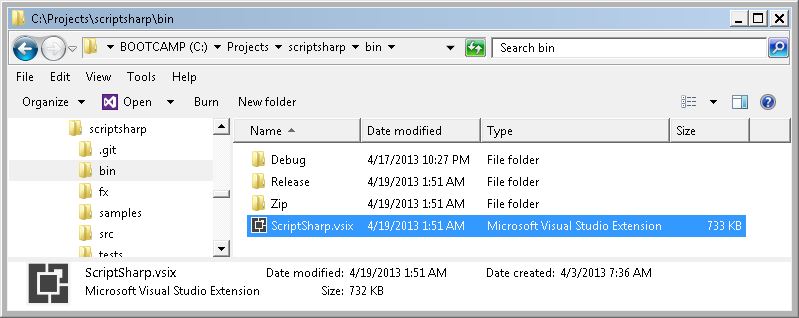 C:\Projects\scriptsharp\bin
BOOTCAMP (C:) Projects scriptsharp bin Search bin
File Edit View Tools Help
Organize Open Burn New folder
scriptsharp
.git
bin
fx
samples
src
tests
Name Date modified Type Size
Debug 4/17/2013 10:27 PM File folder
Release 4/19/2013 1:51 AM File folder
Zip 4/19/2013 1:51 AM File folder
ScriptSharp.vsix 4/19/2013 1:51 AM Microsoft Visual Studio Extension 733 KB
ScriptSharp.vsix Date modified: 4/19/2013 1:51 AM Date created: 4/3/2013 7:36 AM
Microsoft Visual Studio Extension Size: 732 KB